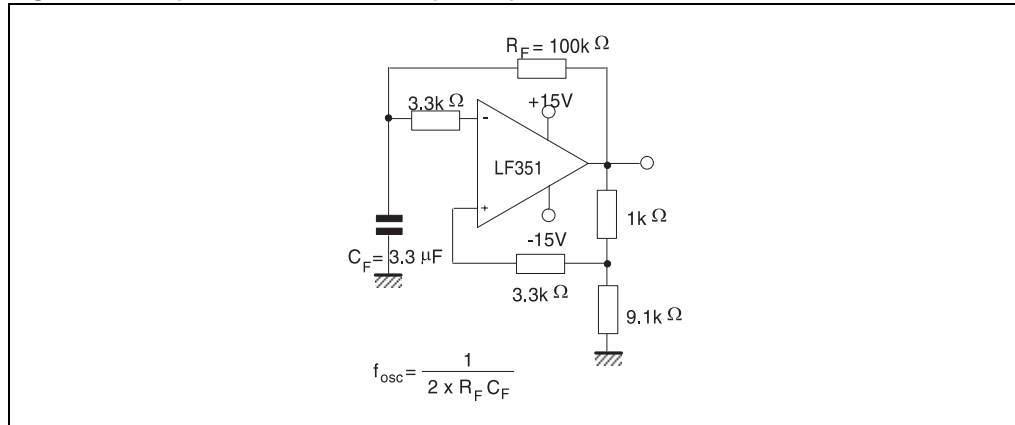 R_F = 100k Ω
3.3k Ω
+15V
-
LF351
+
-15V
1k Ω
C_F = 3.3 µF
3.3k Ω
9.1k Ω
f_osc = 1 / (2 x R_F C_F)